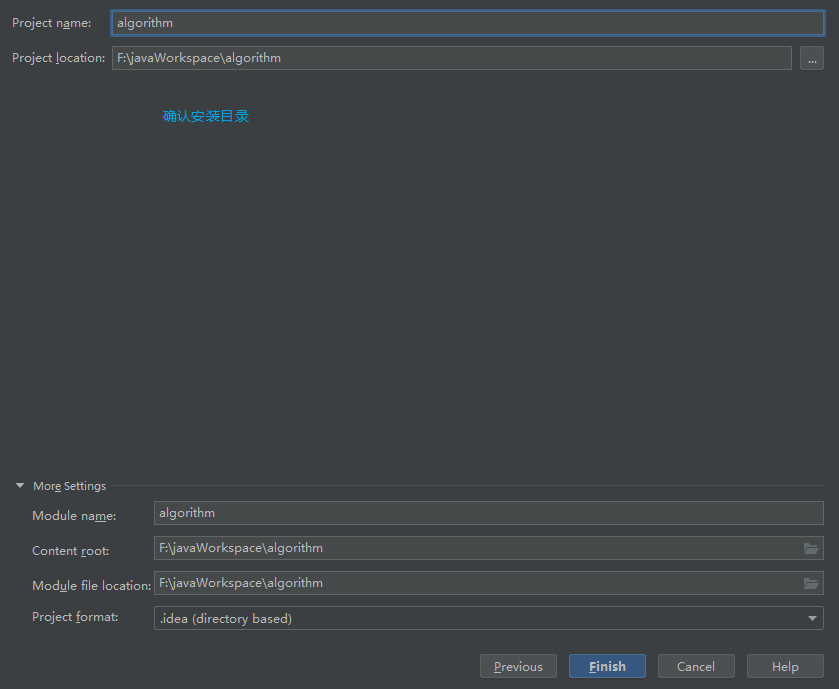 Project name: algorithm
Project location: F:\javaWorkspace\algorithm ...
确认安装目录
More Settings
Module name: algorithm
Content root: F:\javaWorkspace\algorithm
Module file location: F:\javaWorkspace\algorithm
Project format: .idea (directory based)
Previous Finish Cancel Help